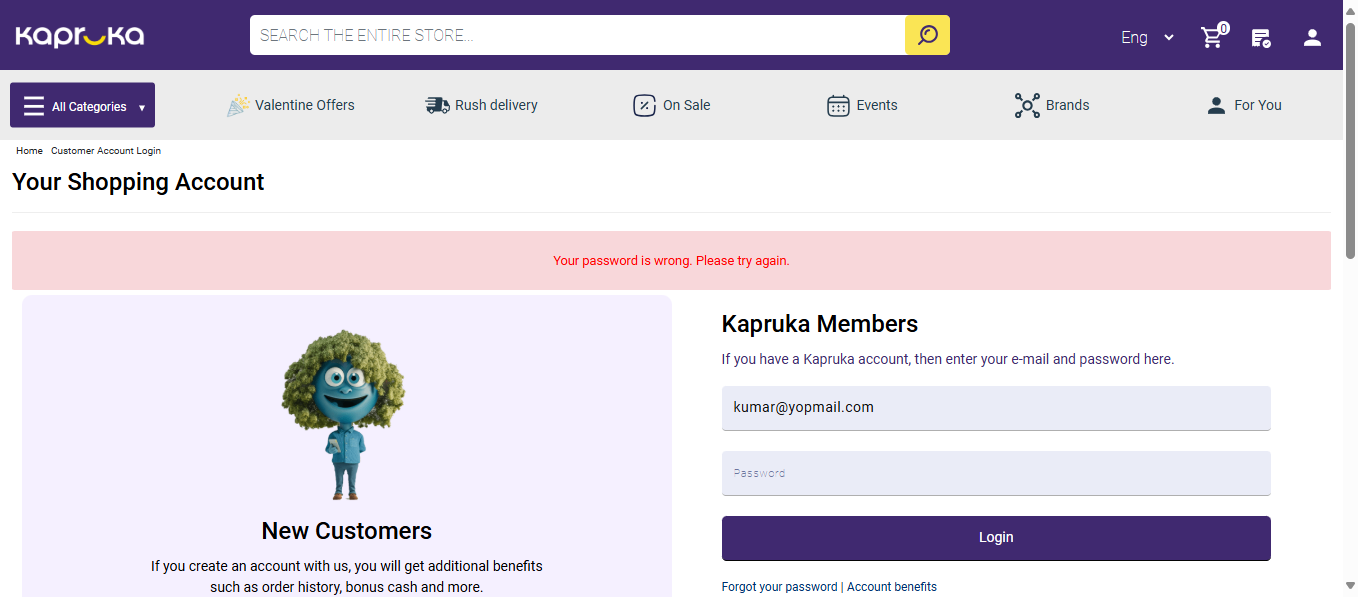 Kapruka
SEARCH THE ENTIRE STORE...
Eng
0
All Categories
Valentine Offers
Rush delivery
On Sale
Events
Brands
For You
Home Customer Account Login
Your Shopping Account
Your password is wrong. Please try again.
Kapruka Members
If you have a Kapruka account, then enter your e-mail and password here.
kumar@yopmail.com
Password
Login
Forgot your password | Account benefits
New Customers
If you create an account with us, you will get additional benefits
such as order history, bonus cash and more.